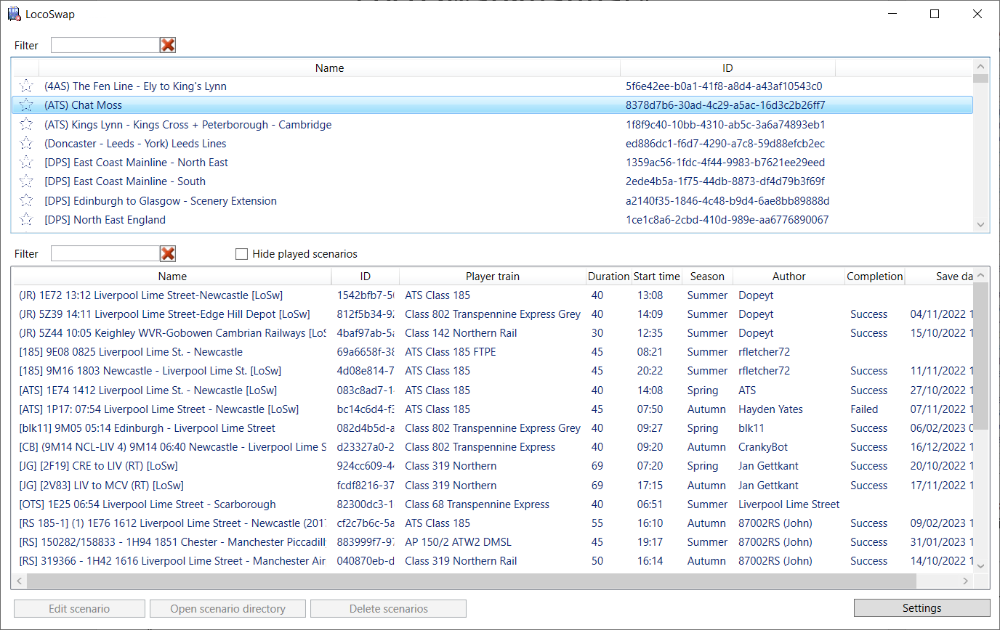 LocoSwap
Filter
Name ID
(4AS) The Fen Line - Ely to King's Lynn 5f6e42ee-b0a1-41f8-a8d4-a43af10543c0
(ATS) Chat Moss 8378d7b6-30ad-4c29-a5ac-16d3c2b26ff7
(ATS) Kings Lynn - Kings Cross + Peterborough - Cambridge 1f8f9c40-10bb-4310-ab5c-3a6a74893eb1
(Doncaster - Leeds - York) Leeds Lines ed886dc1-f6d7-4290-a7c8-59d88efcb2ec
[DPS] East Coast Mainline - North East 1359ac56-1fdc-4f44-9983-b7621ee29eed
[DPS] East Coast Mainline - South 2ede4b5a-1f75-44db-8873-df4d79b3f69f
[DPS] Edinburgh to Glasgow - Scenery Extension a2140f35-1846-4c48-b9d4-6ae8bb89888d
[DPS] North East England 1ce1c8a6-2cbd-410d-989e-aa6776890067
Filter Hide played scenarios
Name ID Player train Duration Start time Season Author Completion Save da
(JR) 1E72 13:12 Liverpool Lime Street-Newcastle [LoSw] 1542bfb7-50 ATS Class 185 40 13:08 Summer Dopeyt
(JR) 5Z39 14:11 Liverpool Lime Street-Edge Hill Depot [LoSw] 812f5b34-92 Class 802 Transpennine Express Grey 40 14:09 Summer Dopeyt Success 04/11/2022 1
(JR) 5Z44 10:05 Keighley WVR-Gobowen Cambrian Railways [LoS 4baf97ab-5a Class 142 Northern Rail 30 12:35 Summer Dopeyt Success 15/10/2022 1
[185] 9E08 0825 Liverpool Lime St. - Newcastle 69a6658f-38 ATS Class 185 FTPE 45 08:21 Summer rfletcher72
[185] 9M16 1803 Newcastle - Liverpool Lime St. [LoSw] 4d08e814-7 ATS Class 185 45 20:22 Summer rfletcher72 Success 11/11/2022 1
[ATS] 1E74 1412 Liverpool Lime St. - Newcastle [LoSw] 083c8ad7-1 ATS Class 185 40 14:08 Spring ATS Success 27/10/2022 1
[ATS] 1P17: 07:54 Liverpool Lime Street - Newcastle [LoSw] bc14c6d4-f3 ATS Class 185 45 07:50 Autumn Hayden Yates Failed 07/11/2022 1
[blk11] 9M05 05:14 Edinburgh - Liverpool Lime Street 082d4b5d-a Class 802 Transpennine Express Grey 40 09:27 Spring blk11 Success 06/02/2023 0
[CB] (9M14 NCL-LIV 4) 9M14 06:40 Newcastle - Liverpool Lime S d23327a0-2 Class 802 Transpennine Express 40 09:20 Autumn CrankyBot Success 16/12/2022 1
[JG] [2F19] CRE to LIV (RT) [LoSw] 924cc609-44 Class 319 Northern 69 07:20 Spring Jan Gettkant Success 20/10/2022 1
[JG] [2V83] LIV to MCV (RT) [LoSw] fcdf8216-37 Class 319 Northern 69 17:15 Autumn Jan Gettkant Success 17/11/2022 1
[OTS] 1E25 06:54 Liverpool Lime Street - Scarborough 82300dc3-1 Class 68 Transpennine Express 40 06:51 Summer Liverpool Lime Street
[RS 185-1] (1) 1E76 1612 Liverpool Lime Street - Newcastle (2017 cf2c7b6c-5a ATS Class 185 55 16:10 Autumn 87002RS (John) Success 09/02/2023 1
[RS] 150282/158833 - 1H94 1851 Chester - Manchester Piccadilly 883999f7-97 AP 150/2 ATW2 DMSL 45 19:17 Summer 87002RS (John) Success 31/01/2023 1
[RS] 319366 - 1H42 1616 Liverpool Lime Street - Manchester Air 040870eb-d Class 319 Northern Rail 50 16:14 Autumn 87002RS (John) Success 14/10/2022 1
Edit scenario Open scenario directory Delete scenarios Settings